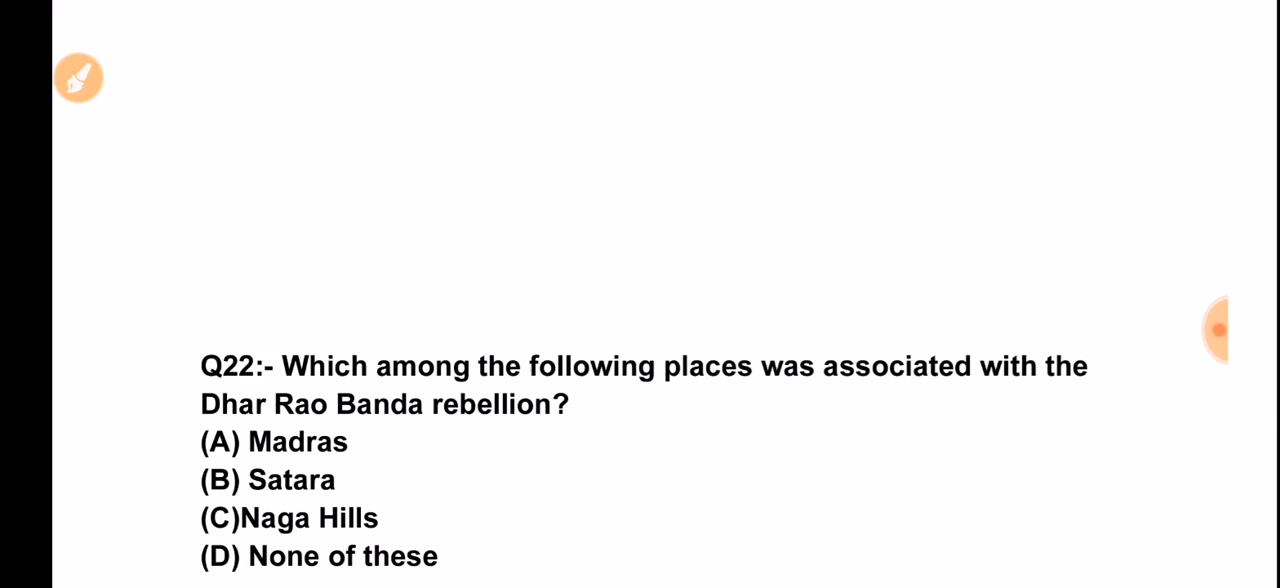 Q22:- Which among the following places was associated with the
Dhar Rao Banda rebellion?
(A) Madras
(B) Satara
(C)Naga Hills
(D) None of these